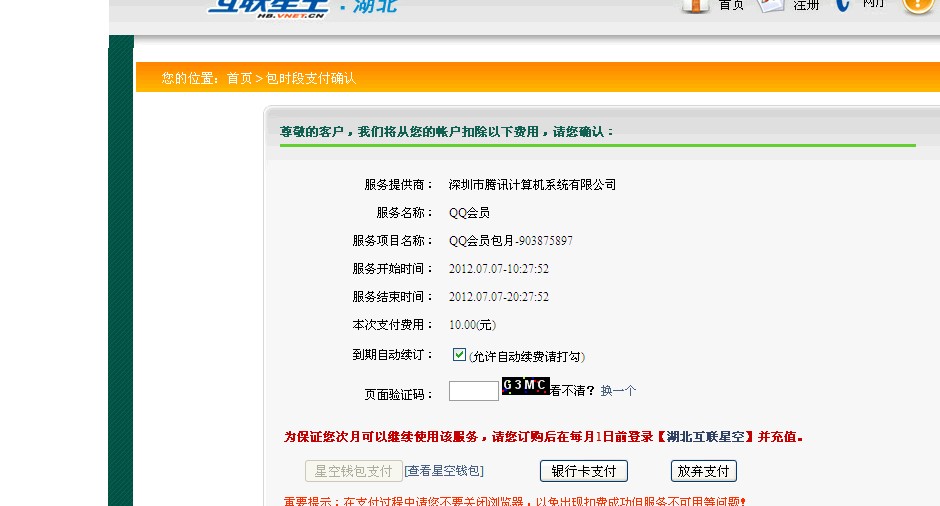 互联星空·湖北
HB.VNET.CN
首页 注册 网厅
您的位置：首页 > 包时段支付确认
尊敬的客户，我们将从您的帐户扣除以下费用，请您确认：
服务提供商： 深圳市腾讯计算机系统有限公司
服务名称： QQ会员
服务项目名称： QQ会员包月-903875897
服务开始时间： 2012.07.07-10:27:52
服务结束时间： 2012.07.07-20:27:52
本次支付费用： 10.00(元)
到期自动续订： (允许自动续费请打勾)
页面验证码： G3MC 看不清？ 换一个
为保证您次月可以继续使用该服务，请您订购后在每月1日前登录【湖北互联星空】并充值。
星空钱包支付 [查看星空钱包] 银行卡支付 放弃支付
重要提示：在支付过程中请您不要关闭浏览器，以免出现扣费成功但服务不可用等问题！